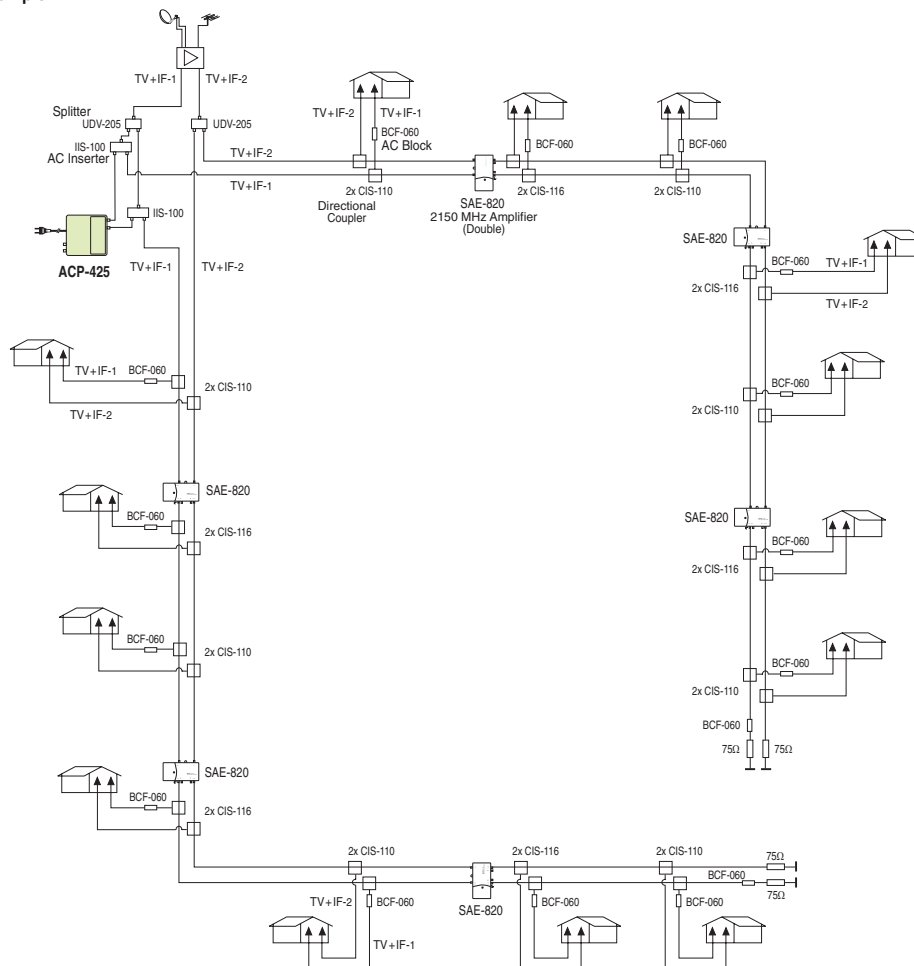 TV+IF-1
TV+IF-2
Splitter
UDV-205
UDV-205
IIS-100
AC Inserter
TV+IF-2
TV+IF-1
TV+IF-2
TV+IF-1
BCF-060
AC Block
2x CIS-110
Directional
Coupler
SAE-820
2150 MHz Amplifier
(Double)
BCF-060
2x CIS-116
BCF-060
2x CIS-110
IIS-100
ACP-425
TV+IF-1
TV+IF-2
SAE-820
BCF-060
TV+IF-1
2x CIS-116
TV+IF-2
TV+IF-1
BCF-060
2x CIS-110
TV+IF-2
BCF-060
2x CIS-110
SAE-820
BCF-060
2x CIS-116
SAE-820
BCF-060
2x CIS-116
BCF-060
2x CIS-110
BCF-060
2x CIS-110
BCF-060
75Ω
75Ω
SAE-820
BCF-060
2x CIS-116
2x CIS-110
2x CIS-116
2x CIS-110
75Ω
BCF-060
75Ω
TV+IF-2
BCF-060
SAE-820
BCF-060
BCF-060
TV+IF-1